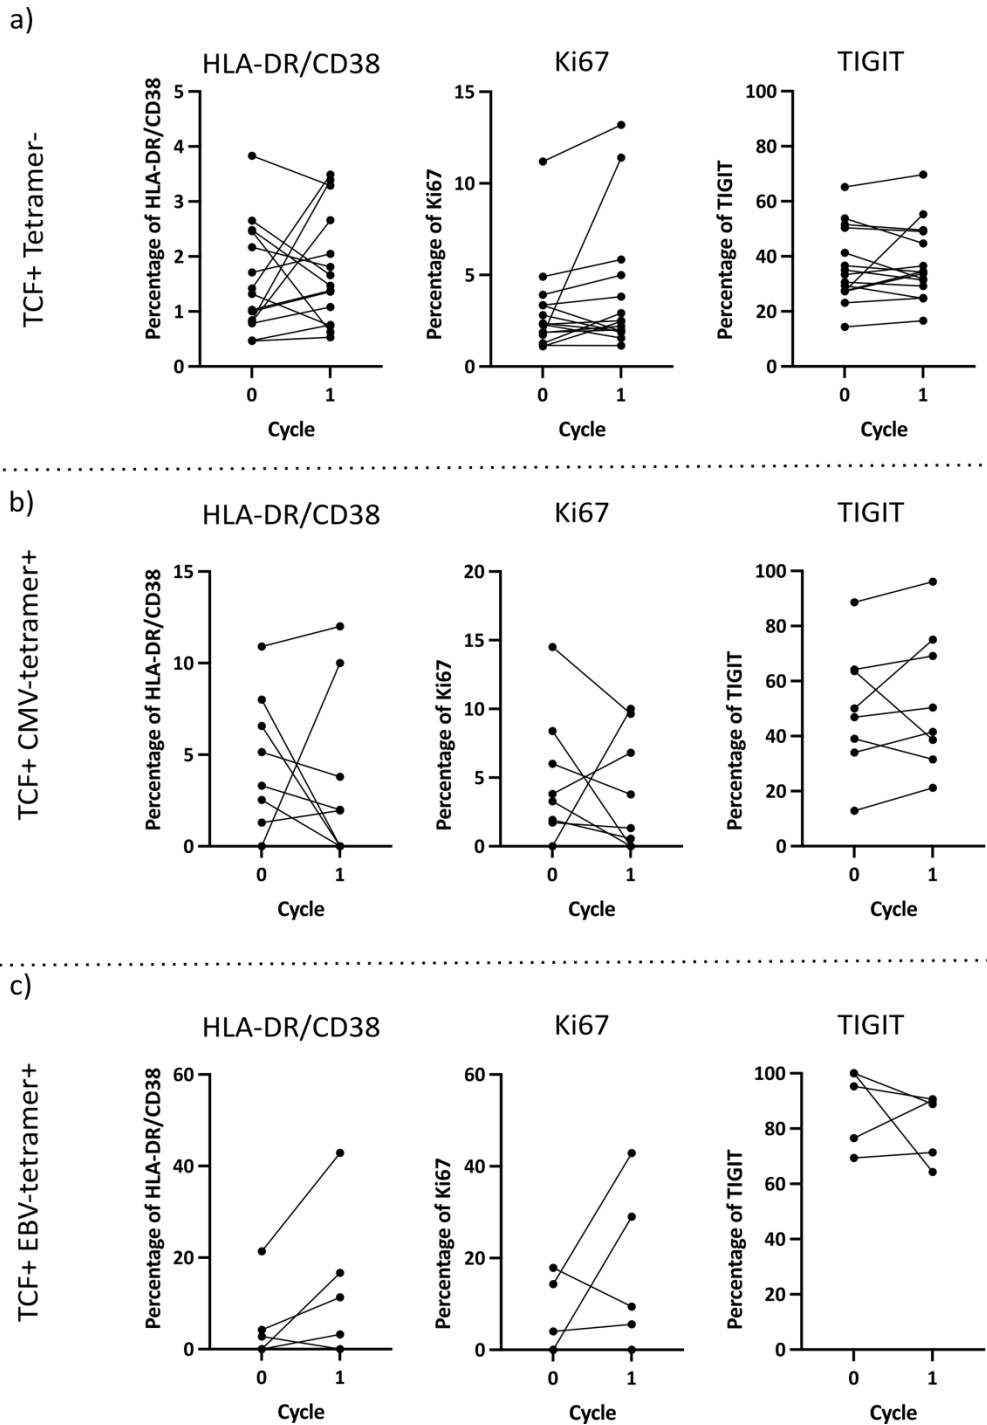 a)
TCF+ Tetramer-
HLA-DR/CD38
Percentage of HLA-DR/CD38
5
4
3
2
1
0
0 1
Cycle
Ki67
Percentage of Ki67
15
10
5
0
0 1
Cycle
TIGIT
Percentage of TIGIT
100
80
60
40
20
0
0 1
Cycle
b)
TCF+ CMV-tetramer+
HLA-DR/CD38
Percentage of HLA-DR/CD38
15
10
5
0
0 1
Cycle
Ki67
Percentage of Ki67
20
15
10
5
0
0 1
Cycle
TIGIT
Percentage of TIGIT
100
80
60
40
20
0
0 1
Cycle
c)
TCF+ EBV-tetramer+
HLA-DR/CD38
Percentage of HLA-DR/CD38
60
40
20
0
0 1
Cycle
Ki67
Percentage of Ki67
60
40
20
0
0 1
Cycle
TIGIT
Percentage of TIGIT
100
80
60
40
20
0
0 1
Cycle